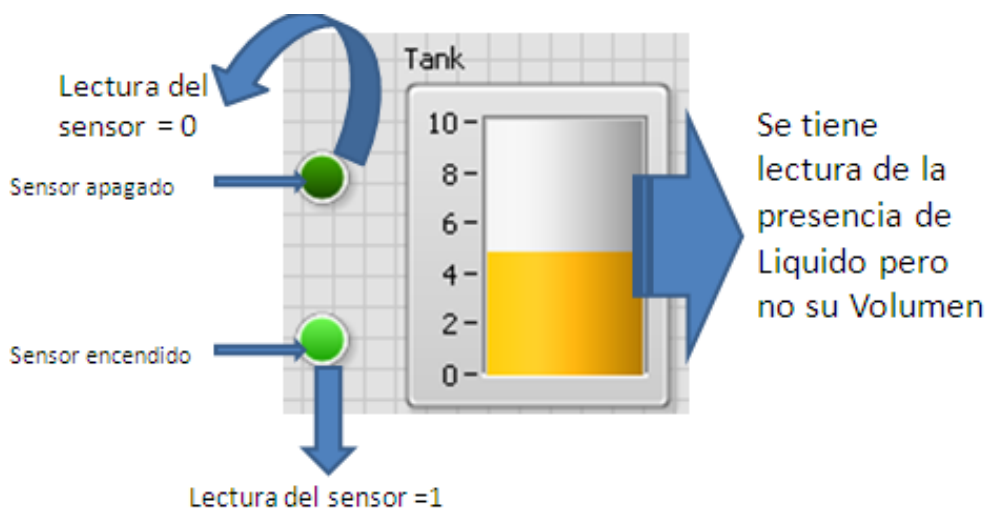 Tank
Lectura del
sensor = 0
Sensor apagado
Sensor encendido
Lectura del sensor =1
10
8
6
4
2
0
Se tiene
lectura de la
presencia de
Liquido pero
no su Volumen